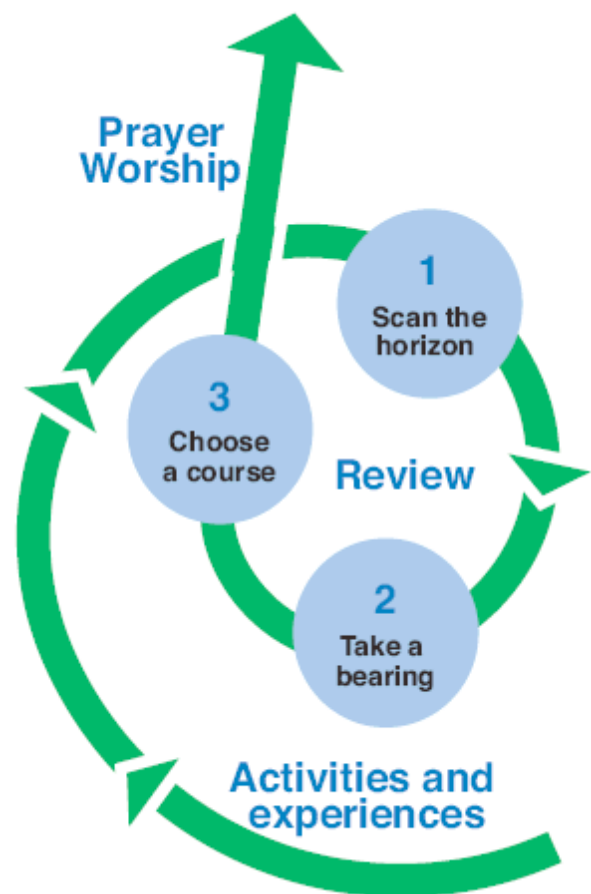 Prayer
Worship
1
Scan the
horizon
3
Choose
a course
Review
2
Take a
bearing
Activities and
experiences